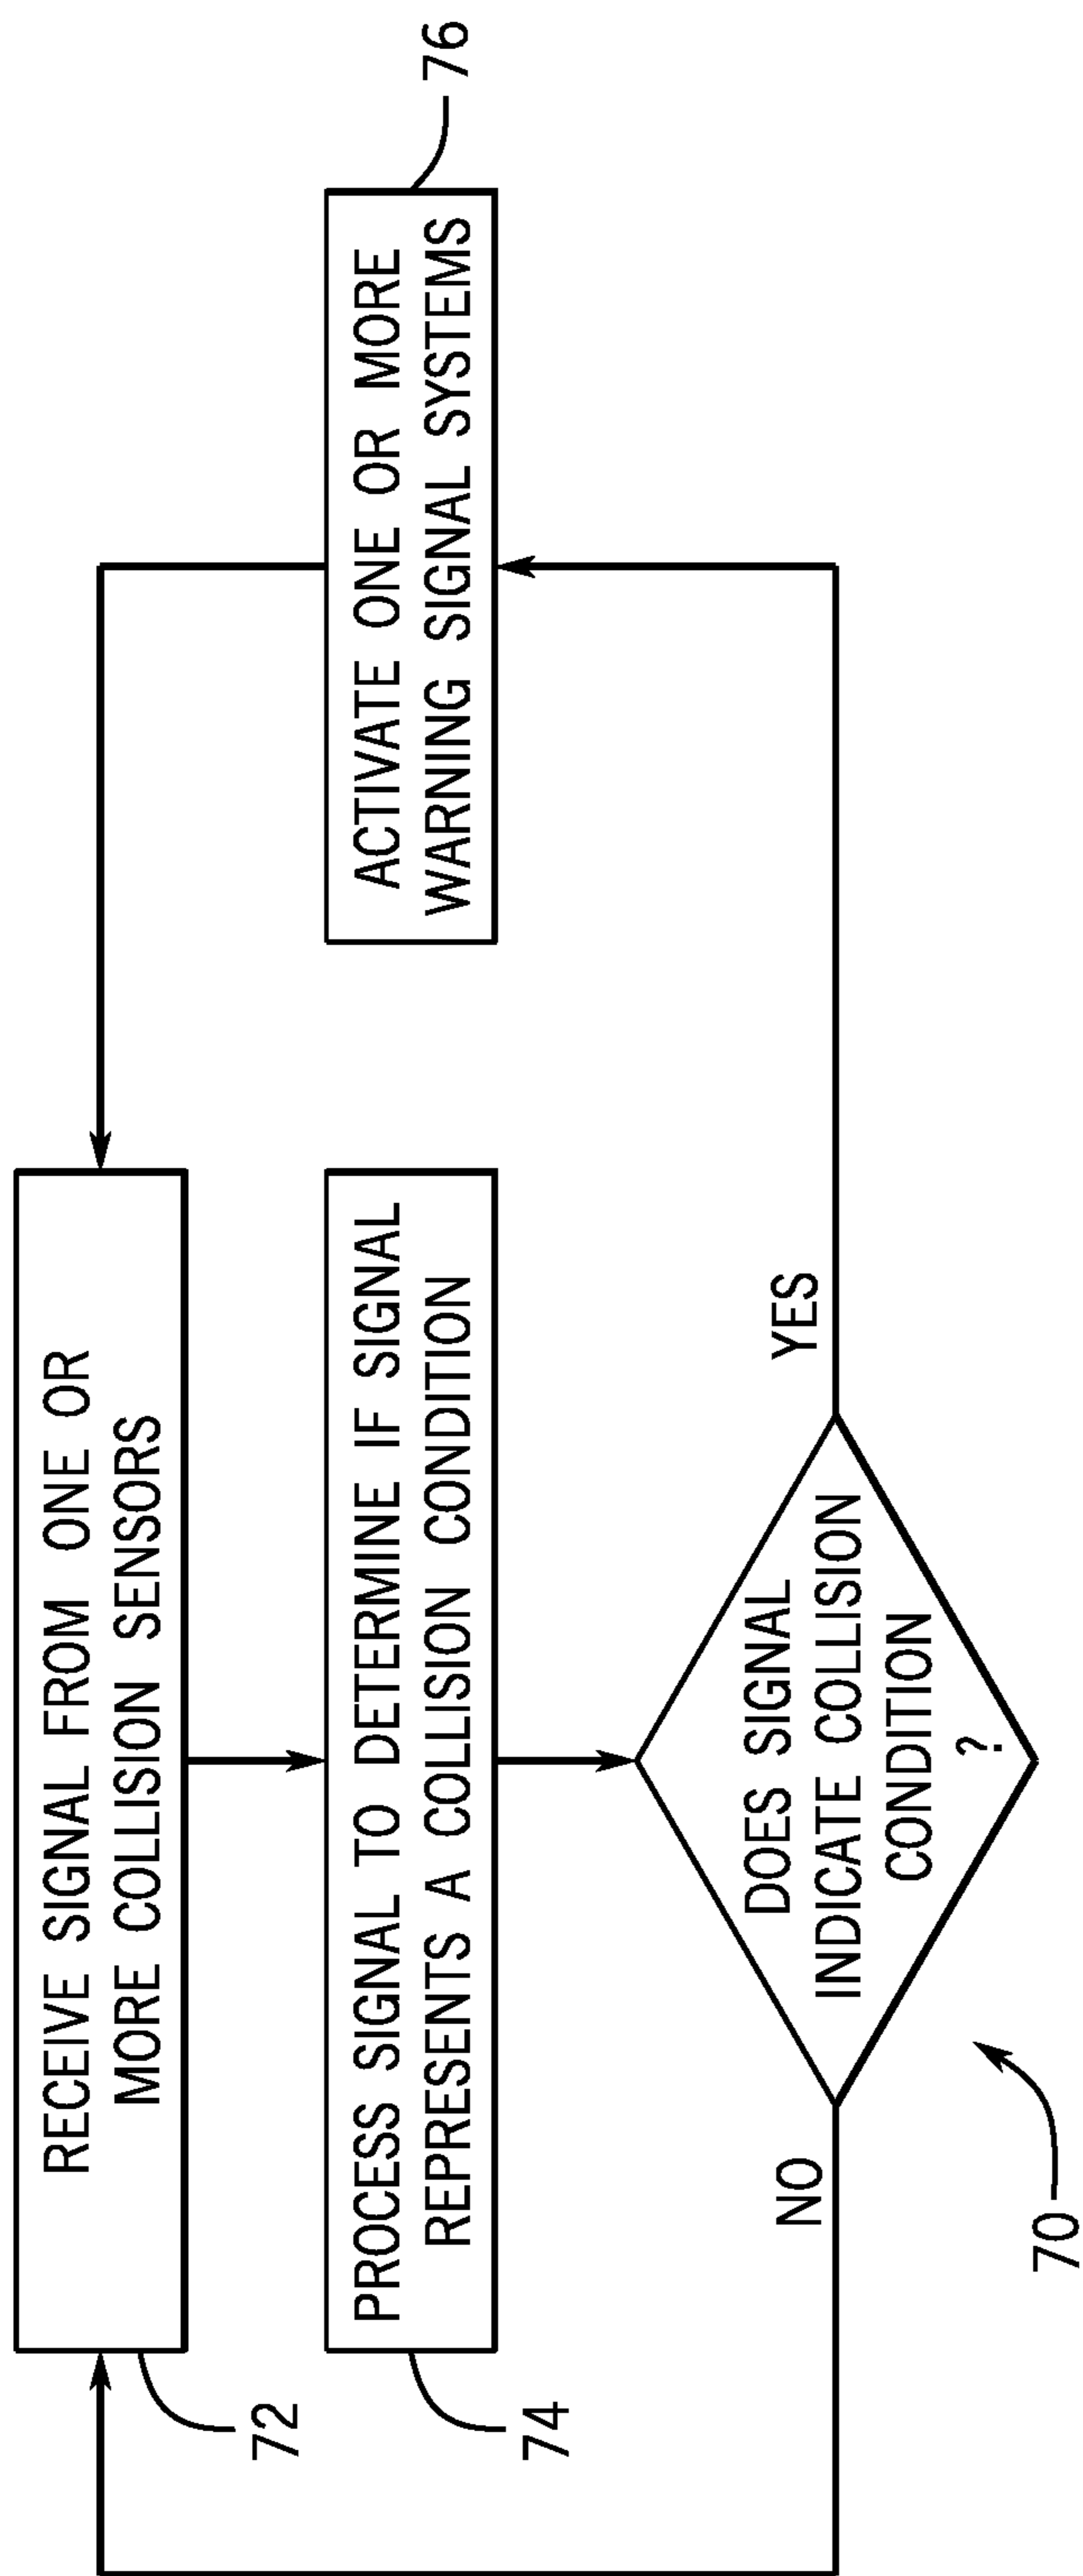 RECEIVE SIGNAL FROM ONE OR
MORE COLLISION SENSORS
72
PROCESS SIGNAL TO DETERMINE IF SIGNAL
REPRESENTS A COLLISION CONDITION
74
ACTIVATE ONE OR MORE
WARNING SIGNAL SYSTEMS
76
DOES SIGNAL
INDICATE COLLISION
CONDITION
?
NO
YES
70